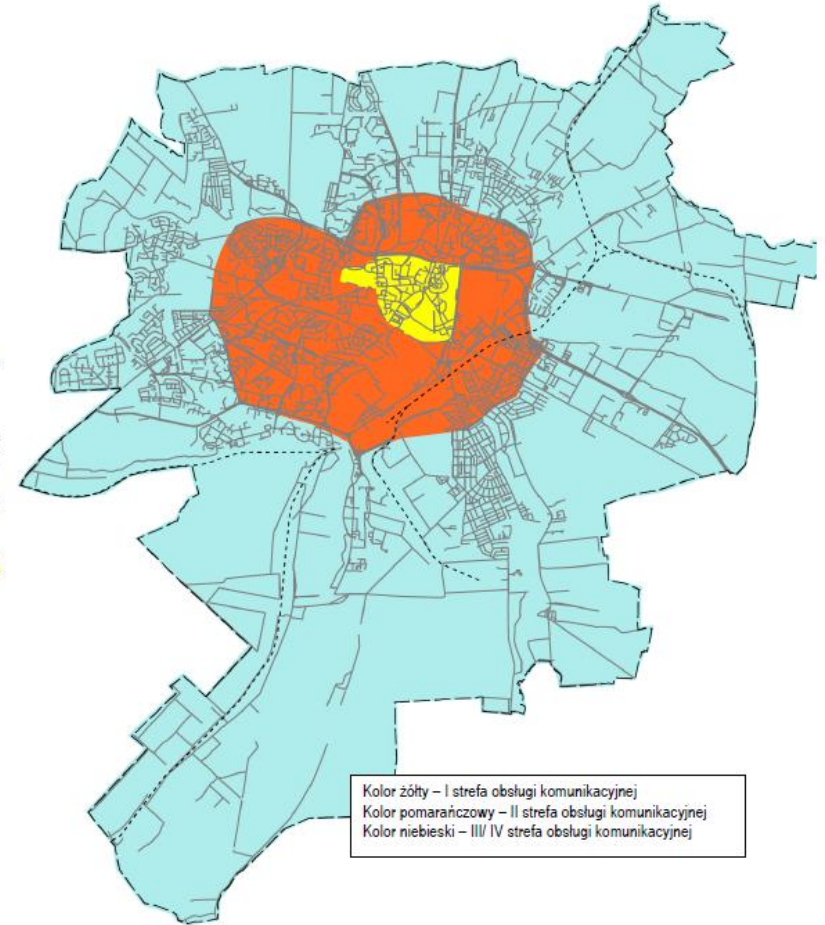 Kolor żółty – I strefa obsługi komunikacyjnej
Kolor pomarańczowy – II strefa obsługi komunikacyjnej
Kolor niebieski – III/ IV strefa obsługi komunikacyjnej